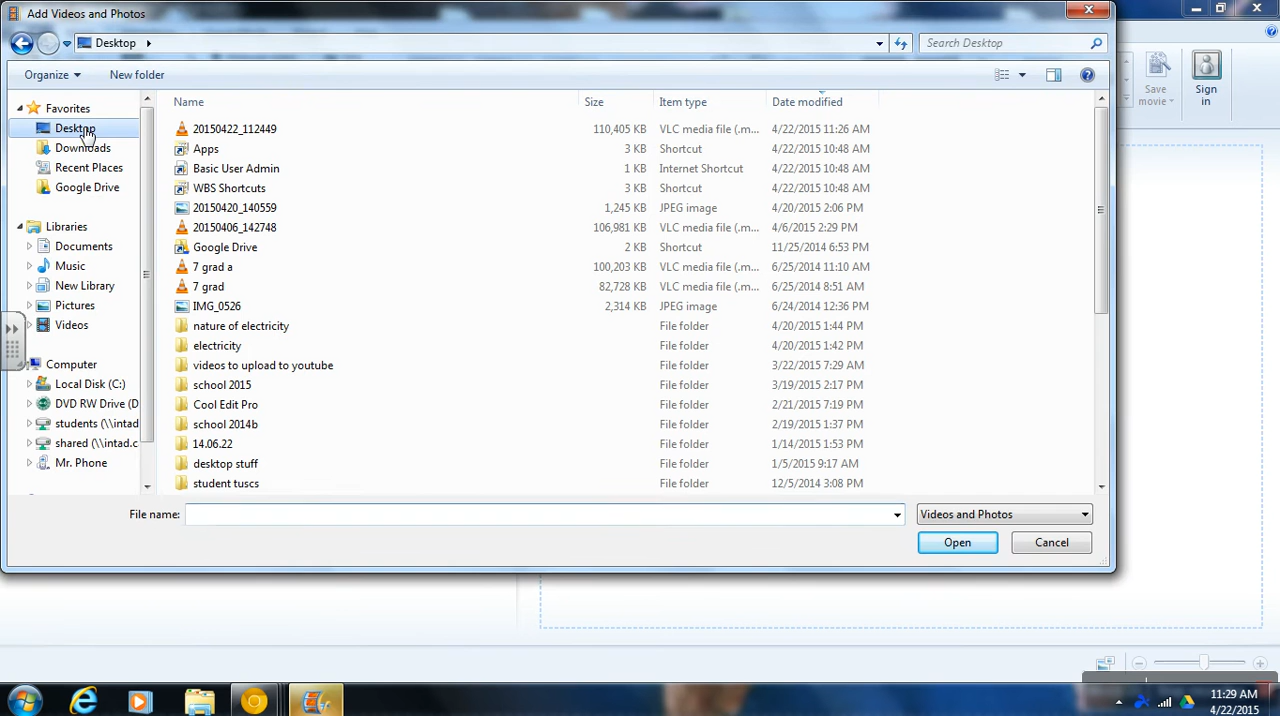 Add Videos and Photos
Desktop
Search Desktop
Organize New folder
Save movie
Sign in
Favorites
Desktop
Downloads
Recent Places
Google Drive
Libraries
Documents
Music
New Library
Pictures
Videos
Computer
Local Disk (C:)
DVD RW Drive (D
students (\\intad.
shared (\\intad.c
Mr. Phone
Name Size Item type Date modified
20150422_112449 110,405 KB VLC media file (.m... 4/22/2015 11:26 AM
Apps 3 KB Shortcut 4/22/2015 10:48 AM
Basic User Admin 1 KB Internet Shortcut 4/22/2015 10:48 AM
WBS Shortcuts 3 KB Shortcut 4/22/2015 10:48 AM
20150420_140559 1,245 KB JPEG image 4/20/2015 2:06 PM
20150406_142748 106,981 KB VLC media file (.m... 4/6/2015 2:29 PM
Google Drive 2 KB Shortcut 11/25/2014 6:53 PM
7 grad a 100,203 KB VLC media file (.m... 6/25/2014 11:10 AM
7 grad 82,728 KB VLC media file (.m... 6/25/2014 8:51 AM
IMG_0526 2,314 KB JPEG image 6/24/2014 12:36 PM
nature of electricity File folder 4/20/2015 1:44 PM
electricity File folder 4/20/2015 1:42 PM
videos to upload to youtube File folder 3/22/2015 7:29 AM
school 2015 File folder 3/19/2015 2:17 PM
Cool Edit Pro File folder 2/21/2015 7:19 PM
school 2014b File folder 2/19/2015 1:37 PM
14.06.22 File folder 1/14/2015 1:53 PM
desktop stuff File folder 1/5/2015 9:17 AM
student tuscs File folder 12/5/2014 3:08 PM
File name: Videos and Photos
Open Cancel
11:29 AM
4/22/2015